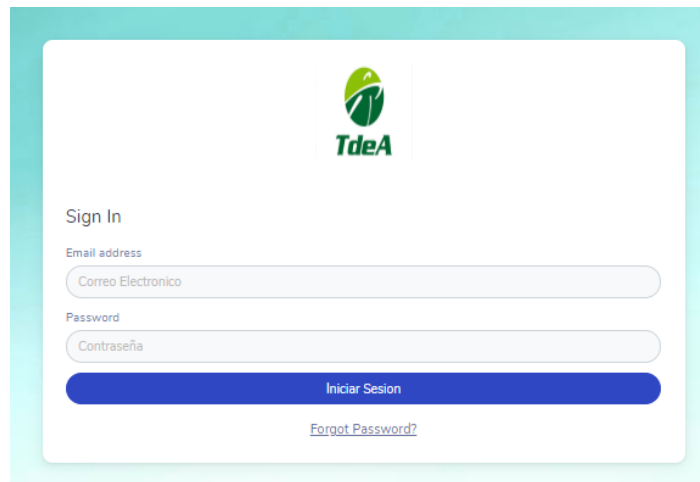 TdeA
Sign In
Email address
Correo Electronico
Password
Contraseña
Iniciar Sesion
Forgot Password?